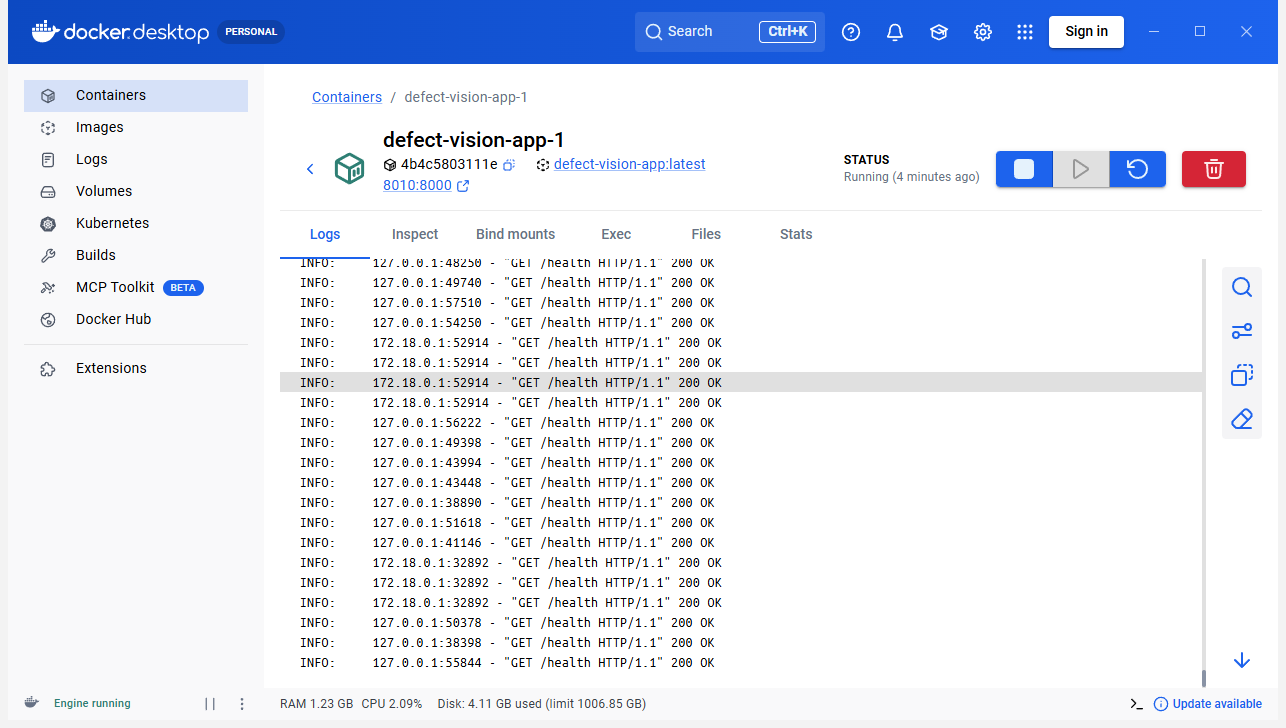 docker.desktop PERSONAL Search Ctrl+K Sign in
Containers
Images
Logs
Volumes
Kubernetes
Builds
MCP Toolkit BETA
Docker Hub
Extensions
Containers / defect-vision-app-1
defect-vision-app-1
4b4c5803111e defect-vision-app:latest
8010:8000
STATUS
Running (4 minutes ago)
Logs Inspect Bind mounts Exec Files Stats
INFO: 127.0.0.1:48250 - "GET /health HTTP/1.1" 200 OK
INFO: 127.0.0.1:49740 - "GET /health HTTP/1.1" 200 OK
INFO: 127.0.0.1:57510 - "GET /health HTTP/1.1" 200 OK
INFO: 127.0.0.1:54250 - "GET /health HTTP/1.1" 200 OK
INFO: 172.18.0.1:52914 - "GET /health HTTP/1.1" 200 OK
INFO: 172.18.0.1:52914 - "GET /health HTTP/1.1" 200 OK
INFO: 172.18.0.1:52914 - "GET /health HTTP/1.1" 200 OK
INFO: 172.18.0.1:52914 - "GET /health HTTP/1.1" 200 OK
INFO: 127.0.0.1:56222 - "GET /health HTTP/1.1" 200 OK
INFO: 127.0.0.1:49398 - "GET /health HTTP/1.1" 200 OK
INFO: 127.0.0.1:43994 - "GET /health HTTP/1.1" 200 OK
INFO: 127.0.0.1:43448 - "GET /health HTTP/1.1" 200 OK
INFO: 127.0.0.1:38890 - "GET /health HTTP/1.1" 200 OK
INFO: 127.0.0.1:51618 - "GET /health HTTP/1.1" 200 OK
INFO: 127.0.0.1:41146 - "GET /health HTTP/1.1" 200 OK
INFO: 172.18.0.1:32892 - "GET /health HTTP/1.1" 200 OK
INFO: 172.18.0.1:32892 - "GET /health HTTP/1.1" 200 OK
INFO: 172.18.0.1:32892 - "GET /health HTTP/1.1" 200 OK
INFO: 127.0.0.1:50378 - "GET /health HTTP/1.1" 200 OK
INFO: 127.0.0.1:38398 - "GET /health HTTP/1.1" 200 OK
INFO: 127.0.0.1:55844 - "GET /health HTTP/1.1" 200 OK
Engine running RAM 1.23 GB CPU 2.09% Disk: 4.11 GB used (limit 1006.85 GB) Update available